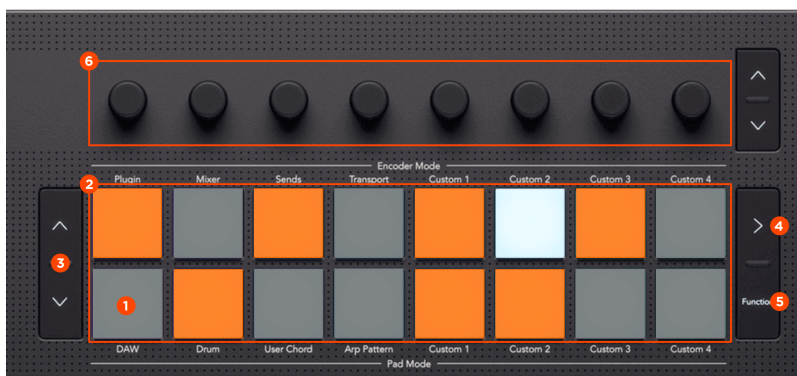 6
Encoder Mode
Plugin Mixer Sends Transport Custom 1 Custom 2 Custom 3 Custom 4
2
4
3
1
5
Function
DAW Drum User Chord Arp Pattern Custom 1 Custom 2 Custom 3 Custom 4
Pad Mode